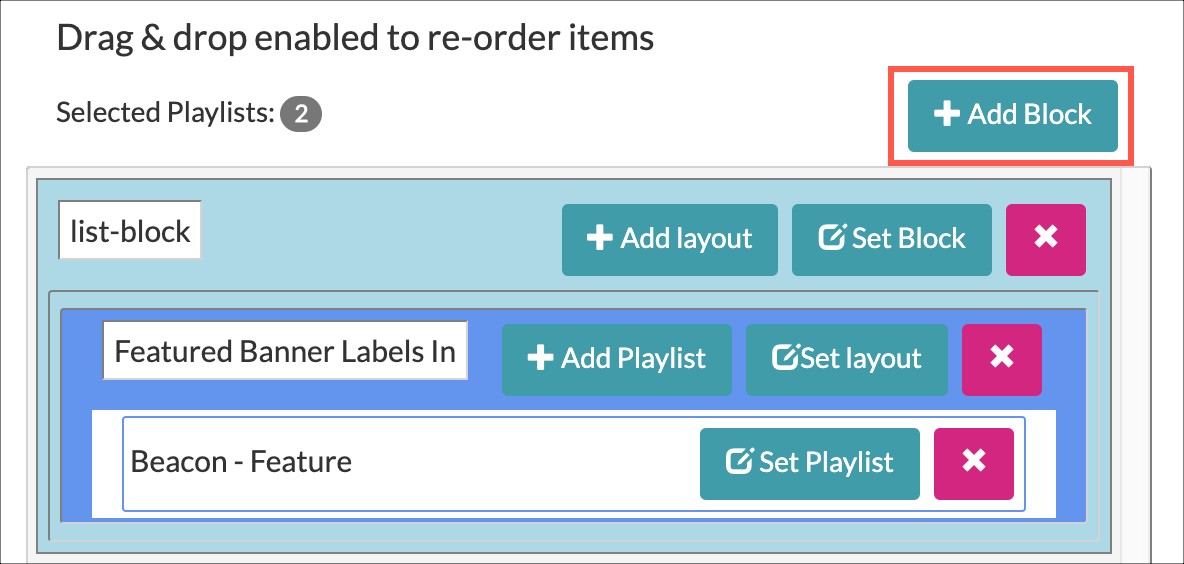 Drag & drop enabled to re-order items
Selected Playlists: 2
Add Block
list-block
Add layout
Set Block
Featured Banner Labels In
Add Playlist
Set layout
Beacon - Feature
Set Playlist